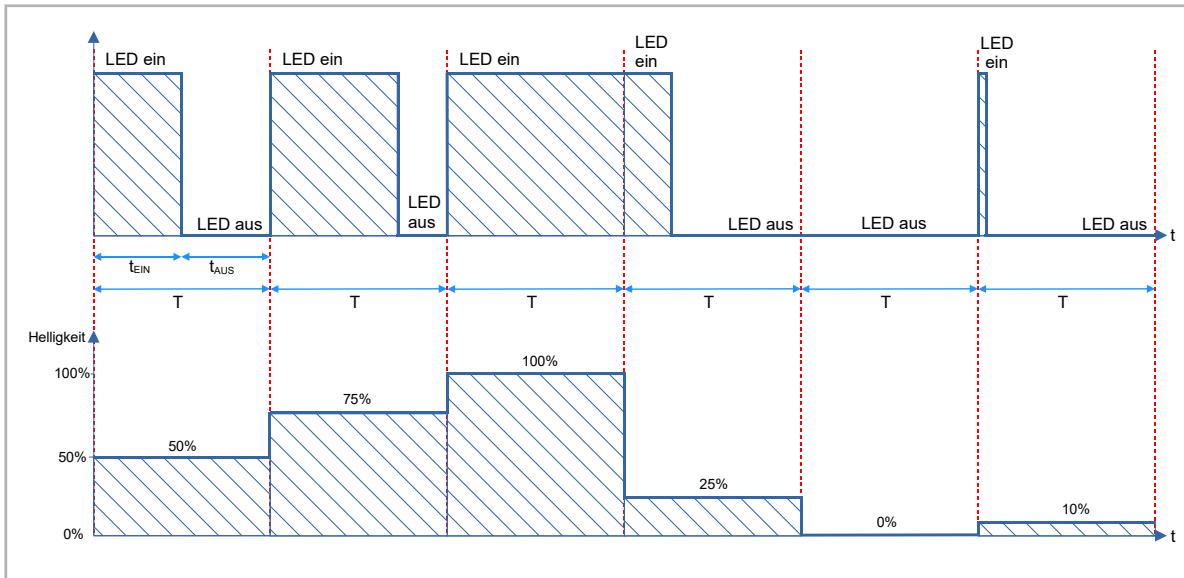 LED ein
LED ein
LED ein
LED
ein
LED
ein
LED aus
LED
aus
LED aus
LED aus
LED aus
t
tEIN
tAUS
T
T
T
T
T
T
Helligkeit
100%
50%
0%
50%
75%
100%
25%
0%
10%
t